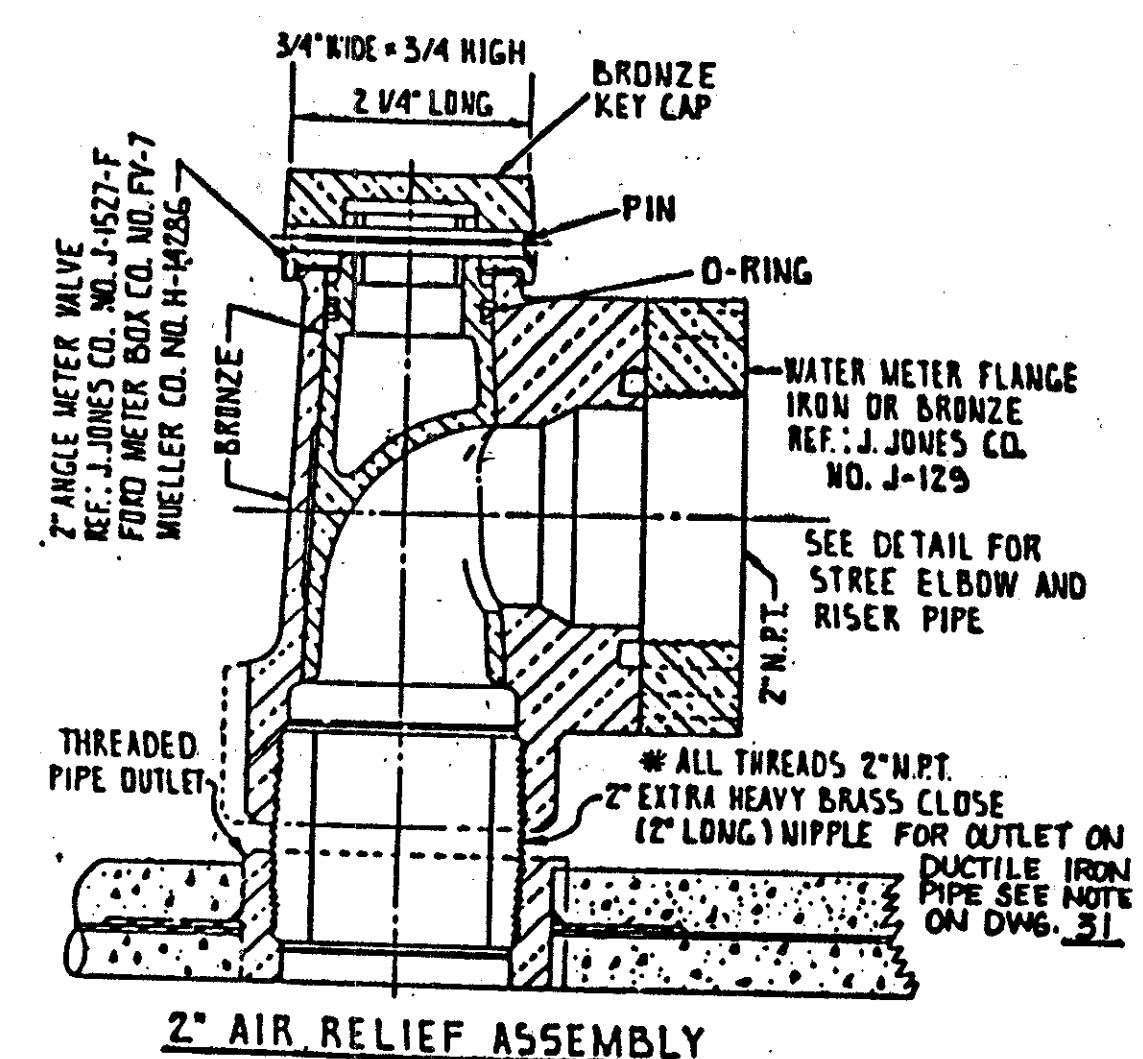 3/4" WIDE × 3/4 HIGH
2 1/4" LONG
BRONZE
KEY CAP
PIN
O-RING
2" ANGLE METER VALVE
REF.: J.JONES CO. NO. J-1527-F
FORD METER BOX CO. NO. FV-7
MUELLER CO. NO. H-14286
BRONZE
WATER METER FLANGE
IRON OR BRONZE
REF.: J. JONES CO.
NO. J-129
SEE DETAIL FOR
STREE ELBOW AND
RISER PIPE
2" N.P.T.
THREADED
PIPE OUTLET
* ALL THREADS 2" N.P.T.
2" EXTRA HEAVY BRASS CLOSE
(2" LONG) NIPPLE FOR OUTLET ON
DUCTILE IRON
PIPE SEE NOTE
ON DWG. 31
2" AIR RELIEF ASSEMBLY